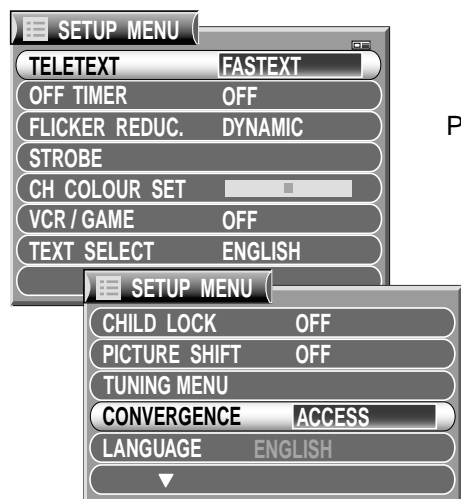 SETUP MENU
TELETEXT FASTEXT
OFF TIMER OFF
FLICKER REDUC. DYNAMIC
P
STROBE
CH COLOUR SET
VCR / GAME OFF
TEXT SELECT ENGLISH
SETUP MENU
CHILD LOCK OFF
PICTURE SHIFT OFF
TUNING MENU
CONVERGENCE ACCESS
LANGUAGE ENGLISH